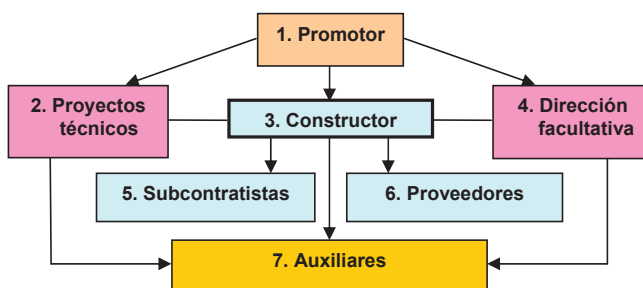 1. Promotor
2. Proyectos
técnicos
3. Constructor
4. Dirección
facultativa
5. Subcontratistas
6. Proveedores
7. Auxiliares